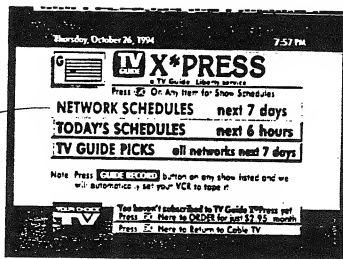 Thursday, October 26, 1994 7:57 PM
G
TV GUIDE X*PRESS
a TV Guide Liberty service
Press OK On Any Item for Show Schedules
NETWORK SCHEDULES next 7 days
TODAY'S SCHEDULES next 6 hours
TV GUIDE PICKS all networks next 7 days
Note Press GUIDE RECORD button on any show listed and we
will automatically set your VCR to tape it
YOUR CHOICE TV
You haven't subscribed to TV Guide X*Press yet
Press OK Here to ORDER for just $2.95 month
Press OK Here to Return to Cable TV